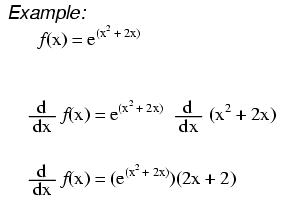 Example:
f(x) = e^(x² + 2x)
d/dx f(x) = e^(x² + 2x) d/dx (x² + 2x)
d/dx f(x) = (e^(x² + 2x))(2x + 2)